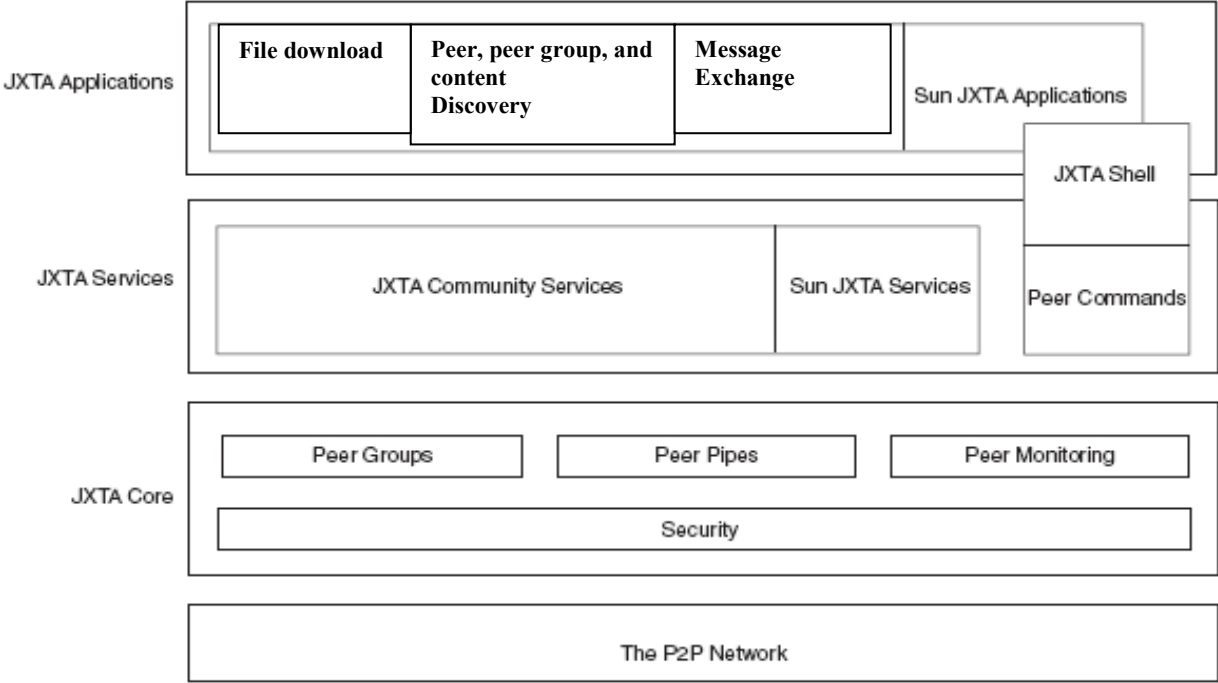 JXTA Applications
File download
Peer, peer group, and
content
Discovery
Message
Exchange
Sun JXTA Applications
JXTA Shell
JXTA Services
JXTA Community Services
Sun JXTA Services
Peer Commands
JXTA Core
Peer Groups
Peer Pipes
Peer Monitoring
Security
The P2P Network